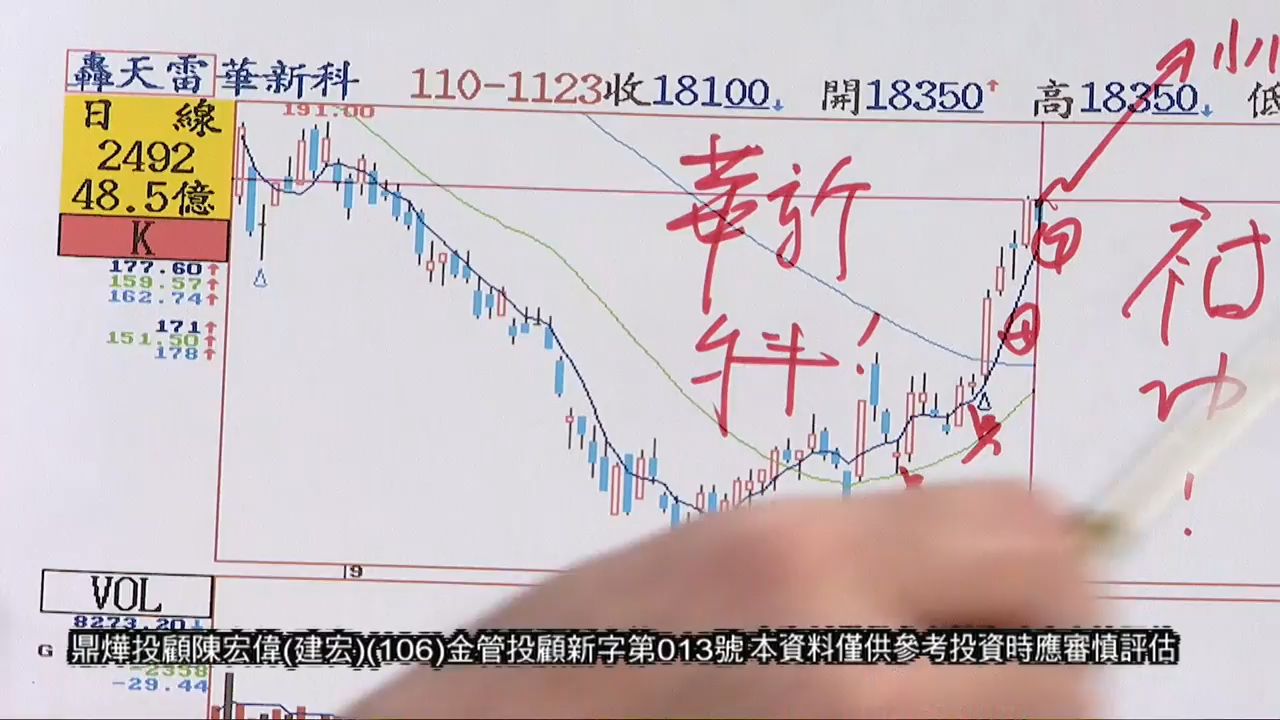 轟天雷 華新科 110-1123收18100↓ 開18350↑ 高18350↓ 低
日 線
2492
48.5億
K
177.60↑
159.57↑
162.74↑
171↑
151.50↑
178↑
191.00
華新
科!
9
VOL
8273.20↓
G
鼎燁投顧陳宏偉(建宏)(106)金管投顧新字第013號 本資料僅供參考投資時應審慎評估
-2338
-29.44